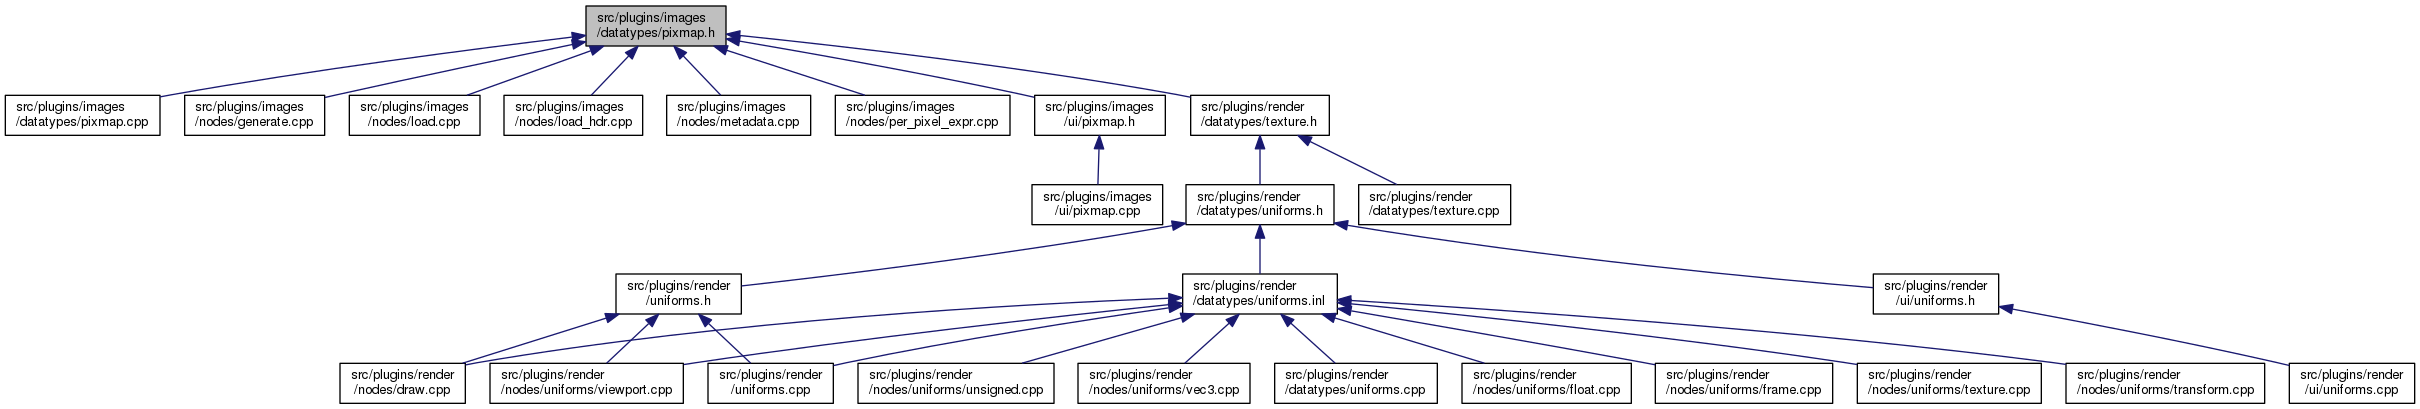 src/plugins/images
/datatypes/pixmap.h
src/plugins/images
/datatypes/pixmap.cpp
src/plugins/images
/nodes/generate.cpp
src/plugins/images
/nodes/load.cpp
src/plugins/images
/nodes/load_hdr.cpp
src/plugins/images
/nodes/metadata.cpp
src/plugins/images
/nodes/per_pixel_expr.cpp
src/plugins/images
/ui/pixmap.h
src/plugins/render
/datatypes/texture.h
src/plugins/images
/ui/pixmap.cpp
src/plugins/render
/datatypes/uniforms.h
src/plugins/render
/datatypes/texture.cpp
src/plugins/render
/uniforms.h
src/plugins/render
/datatypes/uniforms.inl
src/plugins/render
/ui/uniforms.h
src/plugins/render
/nodes/draw.cpp
src/plugins/render
/nodes/uniforms/viewport.cpp
src/plugins/render
/uniforms.cpp
src/plugins/render
/nodes/uniforms/unsigned.cpp
src/plugins/render
/nodes/uniforms/vec3.cpp
src/plugins/render
/datatypes/uniforms.cpp
src/plugins/render
/nodes/uniforms/float.cpp
src/plugins/render
/nodes/uniforms/frame.cpp
src/plugins/render
/nodes/uniforms/texture.cpp
src/plugins/render
/nodes/uniforms/transform.cpp
src/plugins/render
/ui/uniforms.cpp